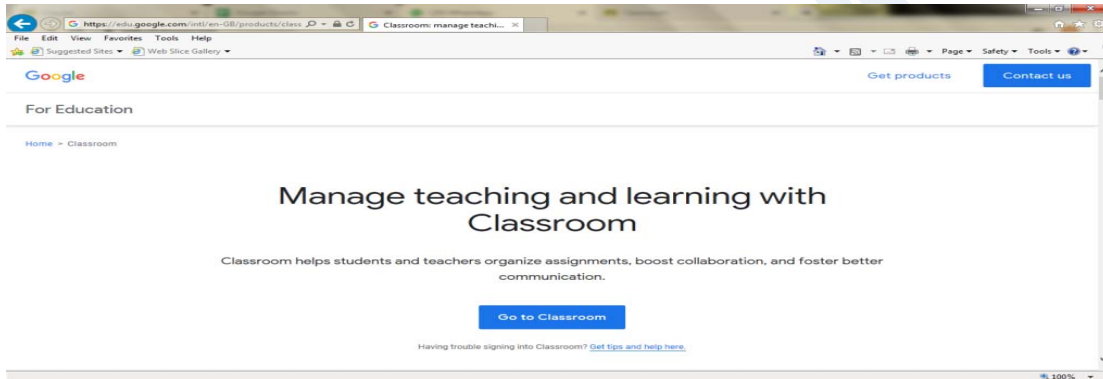 https://edu.google.com/intl/en-GB/products/class
Classroom: manage teachi...
File Edit View Favorites Tools Help
Suggested Sites Web Slice Gallery
Page Safety Tools
Google
Get products
Contact us
For Education
Home > Classroom
Manage teaching and learning with
Classroom
Classroom helps students and teachers organize assignments, boost collaboration, and foster better
communication.
Go to Classroom
Having trouble signing into Classroom? Get tips and help here.
100%